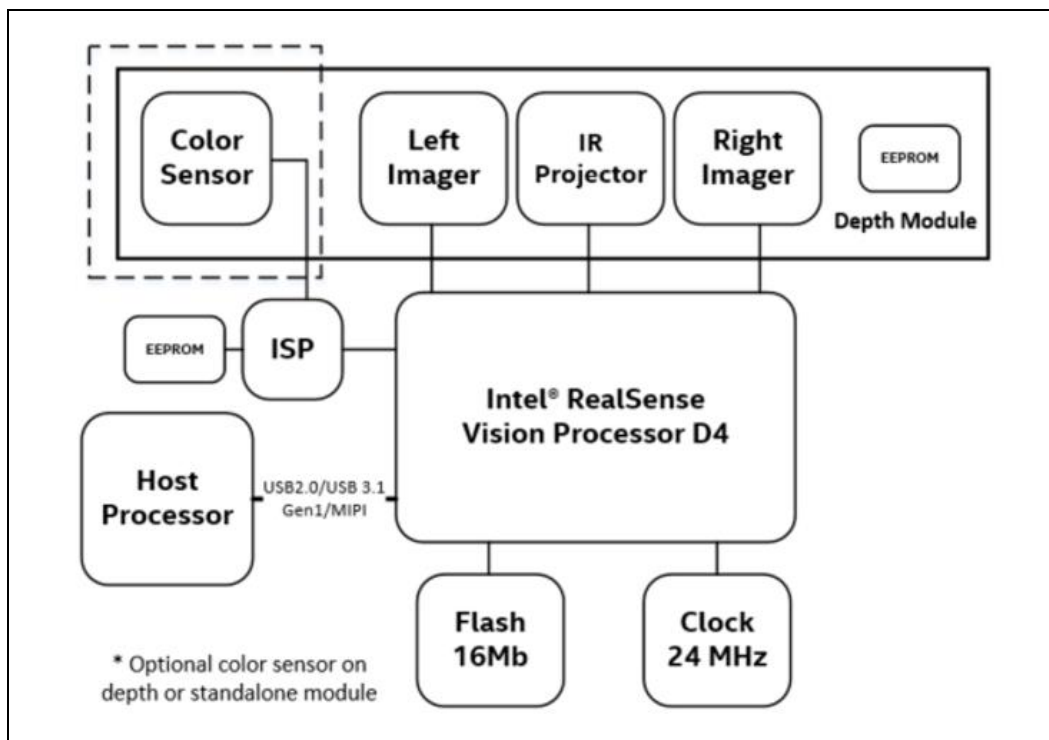 Color
Sensor
Left
Imager
IR
Projector
Right
Imager
EEPROM
Depth Module
EEPROM
ISP
Intel® RealSense
Vision Processor D4
Host
Processor
USB2.0/USB 3.1
Gen1/MIPI
Flash
16Mb
Clock
24 MHz
* Optional color sensor on
depth or standalone module